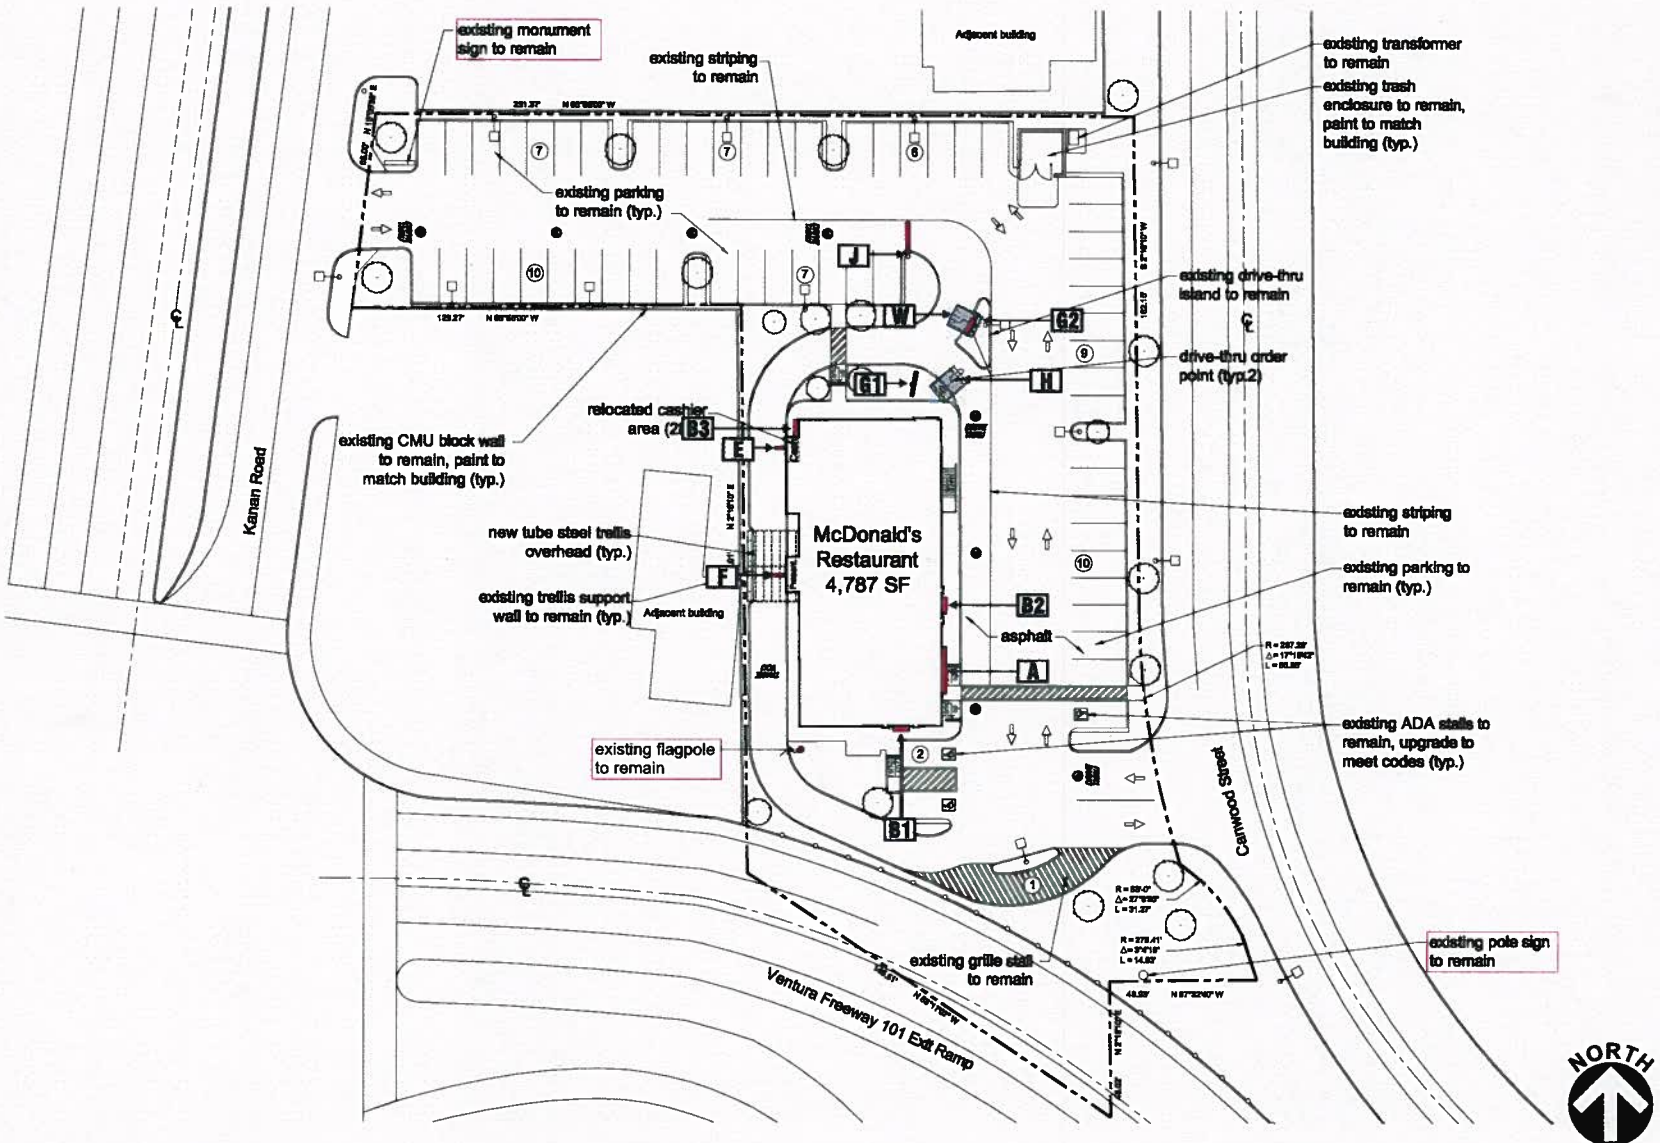 existing monument
sign to remain
existing striping
to remain
Adjacent building
existing transformer
to remain
existing trash
enclosure to remain,
paint to match
building (typ.)
231.37'
7
7
6
existing parking
to remain (typ.)
10
7
J
W
G2
existing drive-thru
island to remain
9
drive-thru order
point (typ.2)
G1
H
relocated cashier
B3
E
existing CMU block wall
to remain, paint to
match building (typ.)
Kanan Road
new tube steel trellis
overhead (typ.)
F
existing trellis support
wall to remain (typ.)
Adjacent building
McDonald's
Restaurant
4,787 SF
existing striping
to remain
10
existing parking to
remain (typ.)
B2
asphalt
A
existing flagpole
to remain
2
existing ADA stalls to
remain, upgrade to
meet codes (typ.)
Canwood Street
B1
1
existing grille stall
to remain
existing pole sign
to remain
Ventura Freeway 101 Exit Ramp
NORTH